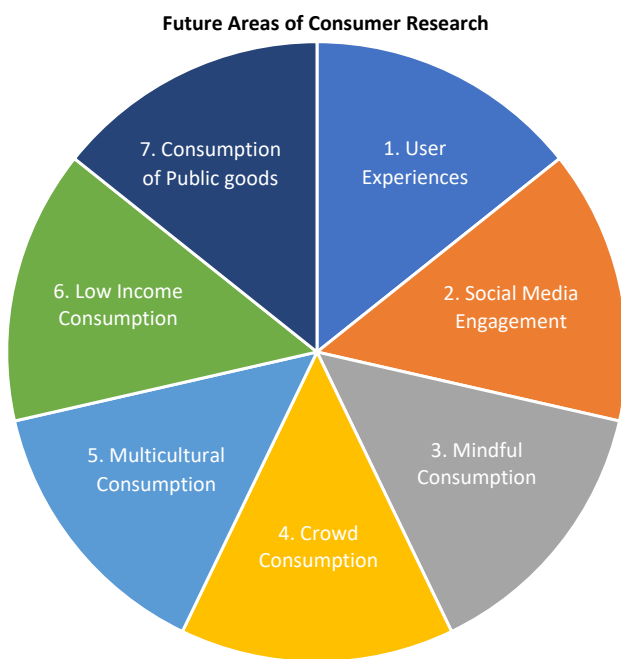 Future Areas of Consumer Research
1. User
Experiences
2. Social Media
Engagement
3. Mindful
Consumption
4. Crowd
Consumption
5. Multicultural
Consumption
6. Low Income
Consumption
7. Consumption
of Public goods